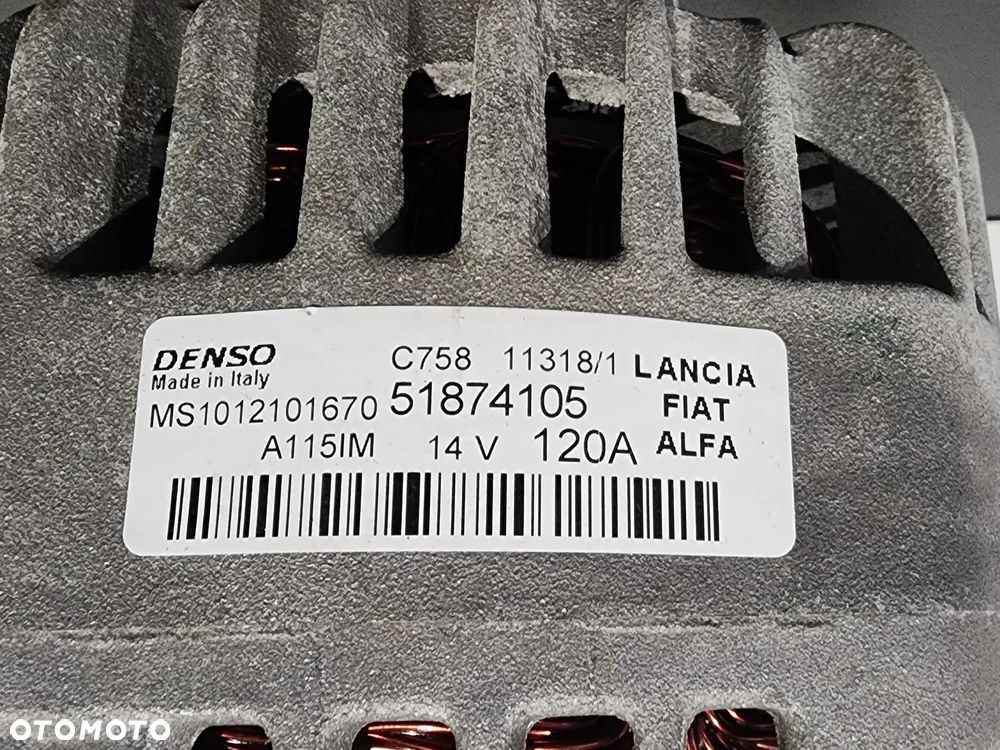 DENSO C758 11318/1 LANCIA
Made in Italy
MS1012101670 51874105 FIAT
A115IM 14 V 120A ALFA
OTOMOTO